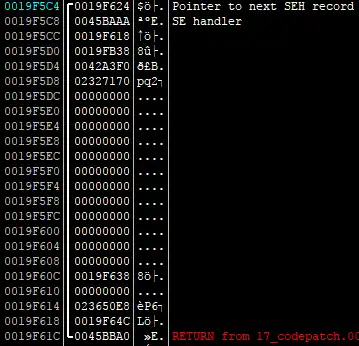 0019F5C4 0019F624 $ö├. Pointer to next SEH record
0019F5C8 0045BAAA ªºE. SE handler
0019F5CC 0019F618 ↑ö├.
0019F5D0 0019FB38 8û├.
0019F5D4 0042A3F0 ð£B.
0019F5D8 02327170 pq2┐
0019F5DC 00000000 ....
0019F5E0 00000000 ....
0019F5E4 00000000 ....
0019F5E8 00000000 ....
0019F5EC 00000000 ....
0019F5F0 00000000 ....
0019F5F4 00000000 ....
0019F5F8 00000000 ....
0019F5FC 00000000 ....
0019F600 00000000 ....
0019F604 00000000 ....
0019F608 00000000 ....
0019F60C 0019F638 8ö├.
0019F610 00000000 ....
0019F614 023650E8 èP6┐
0019F618 0019F64C Lö├.
0019F61C 0045BBA0 »E. RETURN from 17_codepatch.00